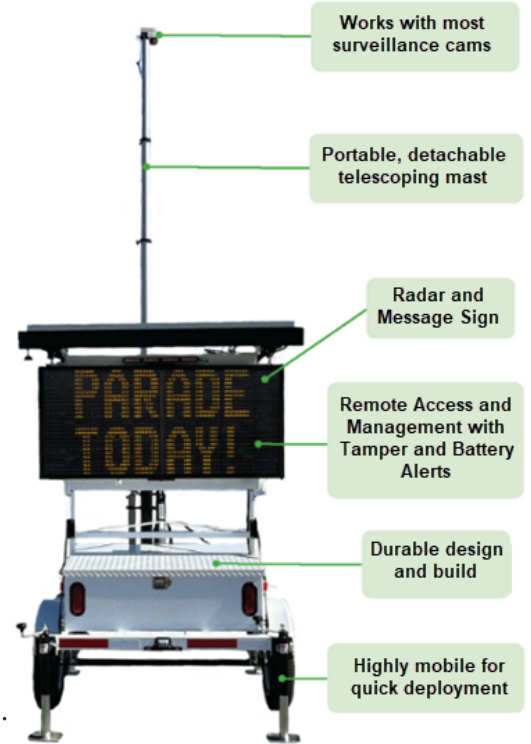 Works with most
surveillance cams
Portable, detachable
telescoping mast
Radar and
Message Sign
PARADE
TODAY!
Remote Access and
Management with
Tamper and Battery
Alerts
Durable design
and build
Highly mobile for
quick deployment
.